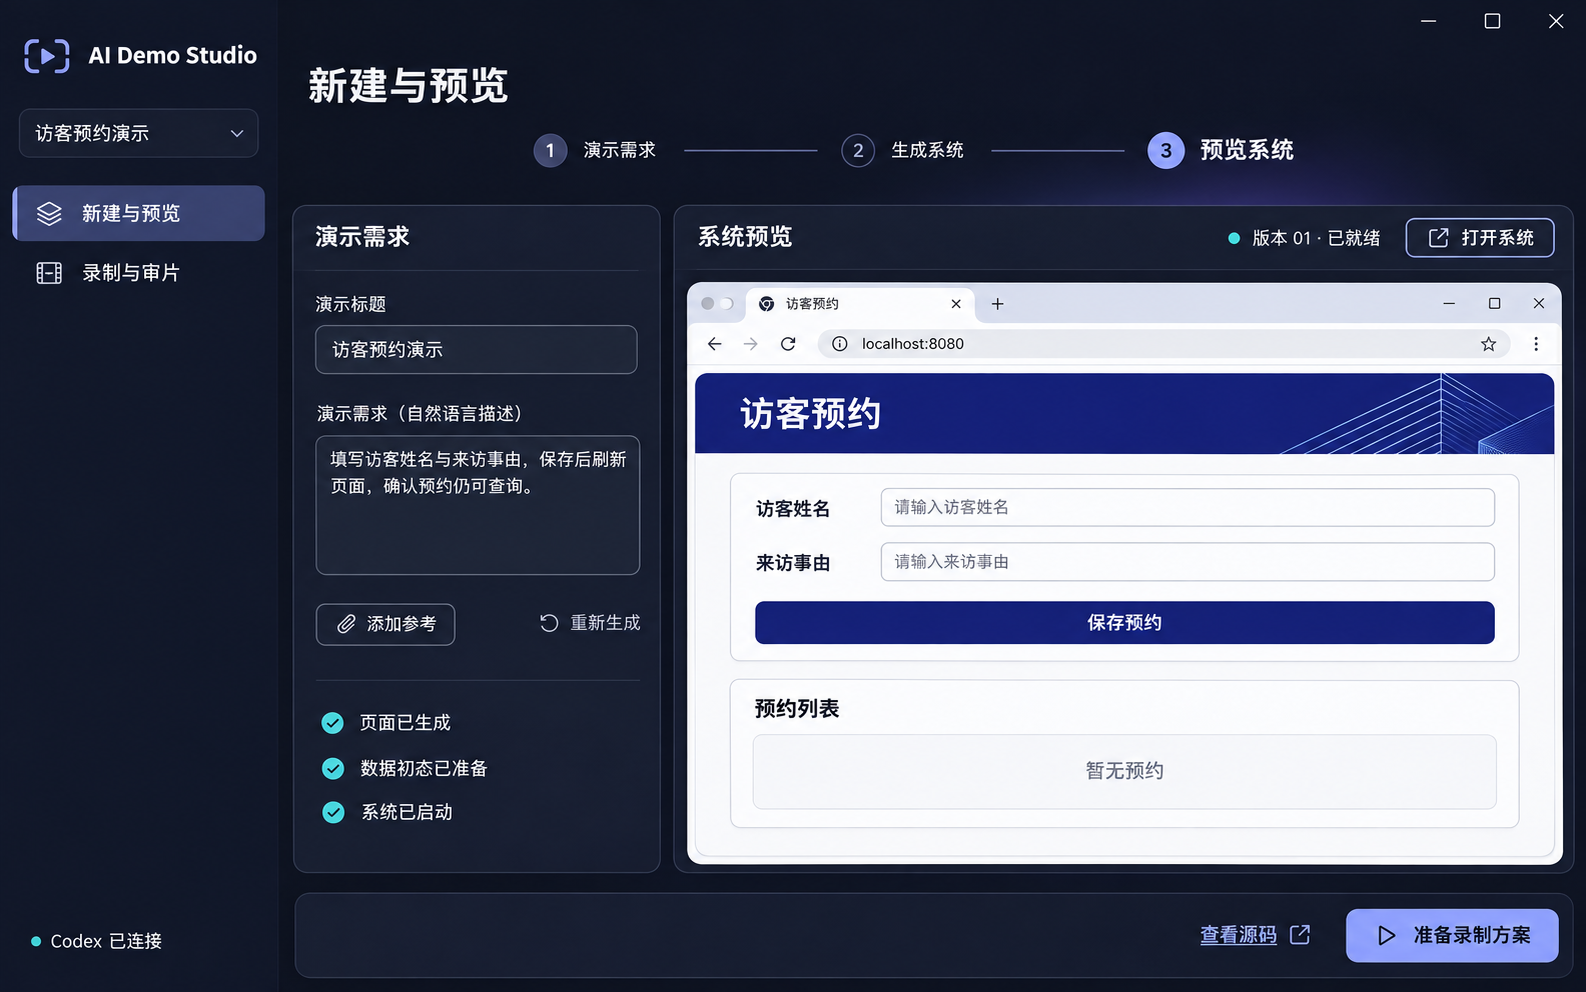 AI Demo Studio
访客预约演示
新建与预览
录制与审片
Codex 已连接
新建与预览
1 演示需求
2 生成系统
3 预览系统
演示需求
演示标题
访客预约演示
演示需求（自然语言描述）
填写访客姓名与来访事由，保存后刷新
页面，确认预约仍可查询。
添加参考
重新生成
页面已生成
数据初态已准备
系统已启动
系统预览
版本 01 · 已就绪
打开系统
访客预约
localhost:8080
访客预约
访客姓名
请输入访客姓名
来访事由
请输入来访事由
保存预约
预约列表
暂无预约
查看源码
准备录制方案